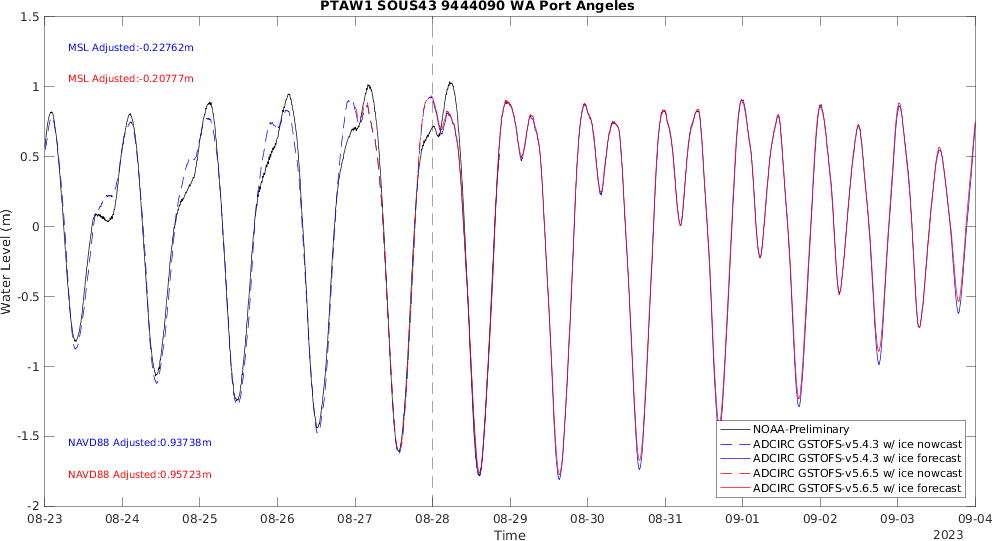 PTAW1 SOUS43 9444090 WA Port Angeles
1.5
1
0.5
0
-0.5
-1
-1.5
-2
Water Level (m)
MSL Adjusted:-0.22762m
MSL Adjusted:-0.20777m
NAVD88 Adjusted:0.93738m
NAVD88 Adjusted:0.95723m
NOAA-Preliminary
ADCIRC GSTOFS-v5.4.3 w/ ice nowcast
ADCIRC GSTOFS-v5.4.3 w/ ice forecast
ADCIRC GSTOFS-v5.6.5 w/ ice nowcast
ADCIRC GSTOFS-v5.6.5 w/ ice forecast
08-23 08-24 08-25 08-26 08-27 08-28 08-29 08-30 08-31 09-01 09-02 09-03 09-04
Time
2023